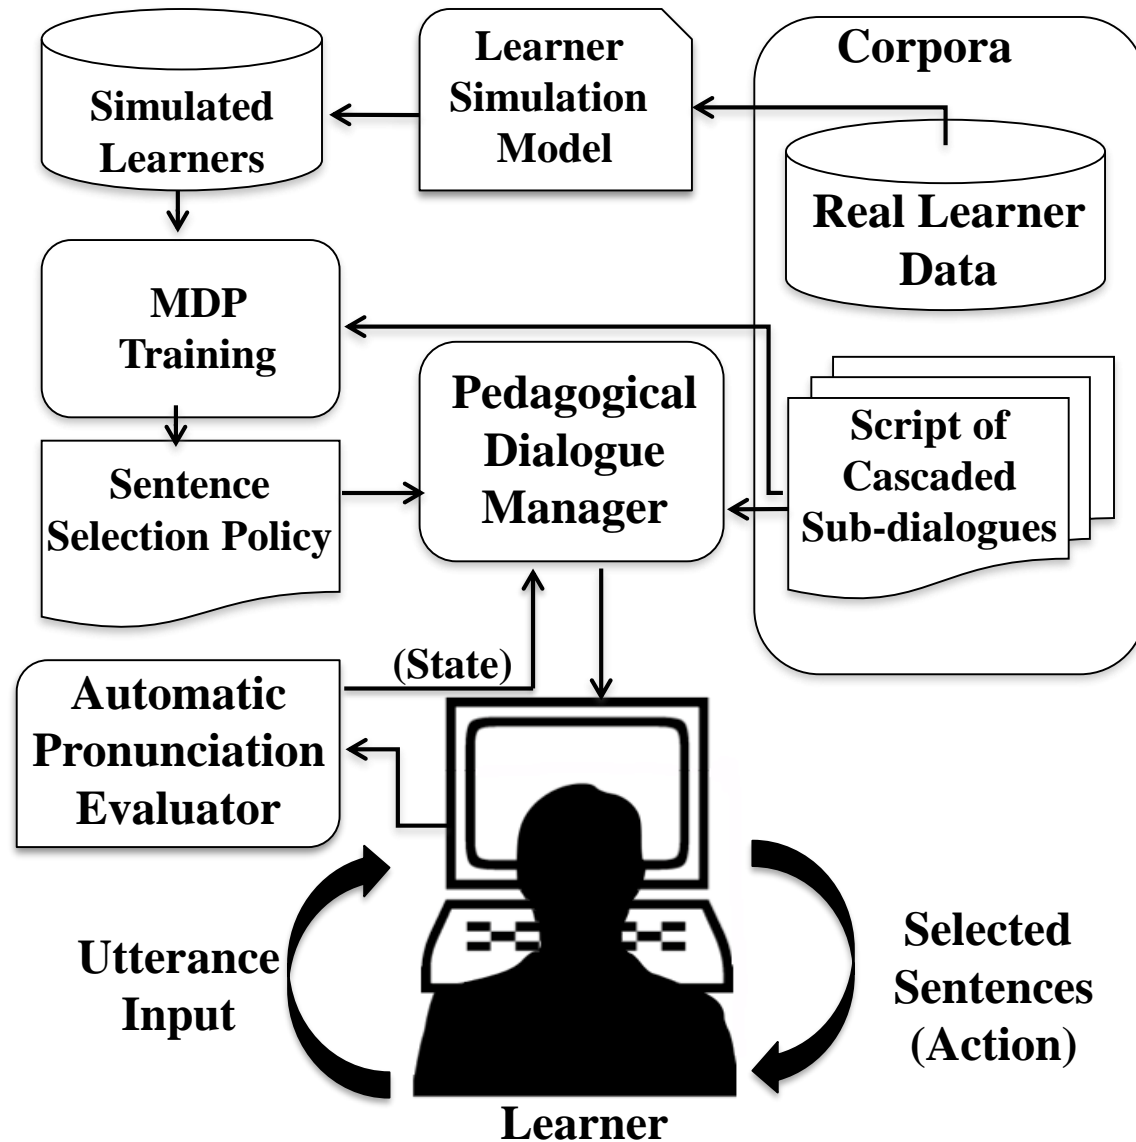 Simulated
Learners
Learner
Simulation
Model
Corpora
Real Learner
Data
MDP
Training
Pedagogical
Dialogue
Manager
Script of
Cascaded
Sub-dialogues
Sentence
Selection Policy
(State)
Automatic
Pronunciation
Evaluator
Utterance
Input
Selected
Sentences
(Action)
Learner